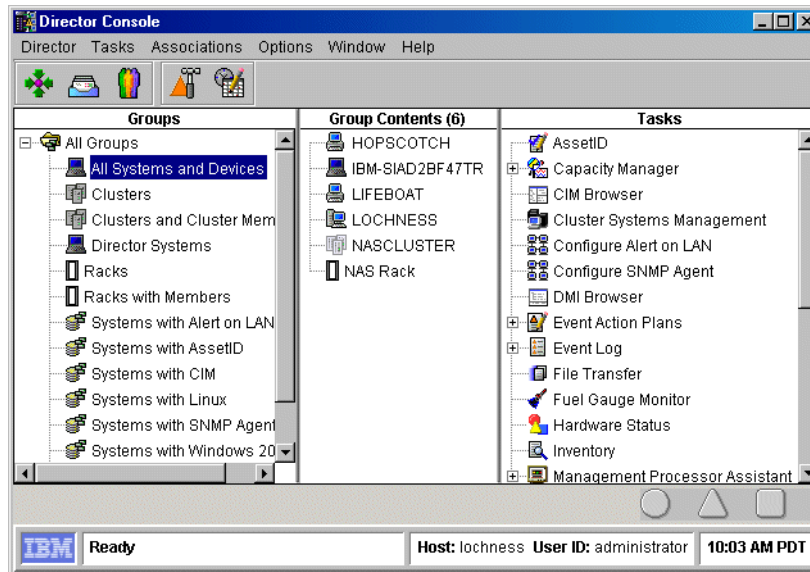 Director Console
Director Tasks Associations Options Window Help
Groups
All Groups
All Systems and Devices
Clusters
Clusters and Cluster Mem
Director Systems
Racks
Racks with Members
Systems with Alert on LAN
Systems with AssetID
Systems with CIM
Systems with Linux
Systems with SNMP Agent
Systems with Windows 20
Group Contents (6)
HOPSCOTCH
IBM-SIAD2BF47TR
LIFEBOAT
LOCHNESS
NASCLUSTER
NAS Rack
Tasks
AssetID
Capacity Manager
CIM Browser
Cluster Systems Management
Configure Alert on LAN
Configure SNMP Agent
DMI Browser
Event Action Plans
Event Log
File Transfer
Fuel Gauge Monitor
Hardware Status
Inventory
Management Processor Assistant
IBM
Ready
Host: lochness User ID: administrator
10:03 AM PDT